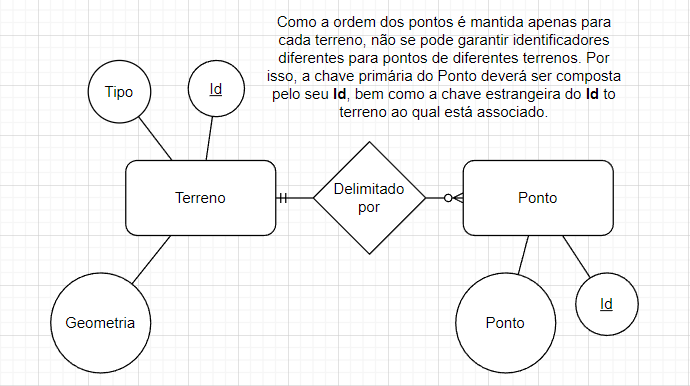 Como a ordem dos pontos é mantida apenas para
cada terreno, não se pode garantir identificadores
diferentes para pontos de diferentes terrenos. Por
isso, a chave primária do Ponto deverá ser composta
pelo seu Id, bem como a chave estrangeira do Id to
terreno ao qual está associado.
Tipo
Id
Terreno
Delimitado
por
Ponto
Geometria
Ponto
Id